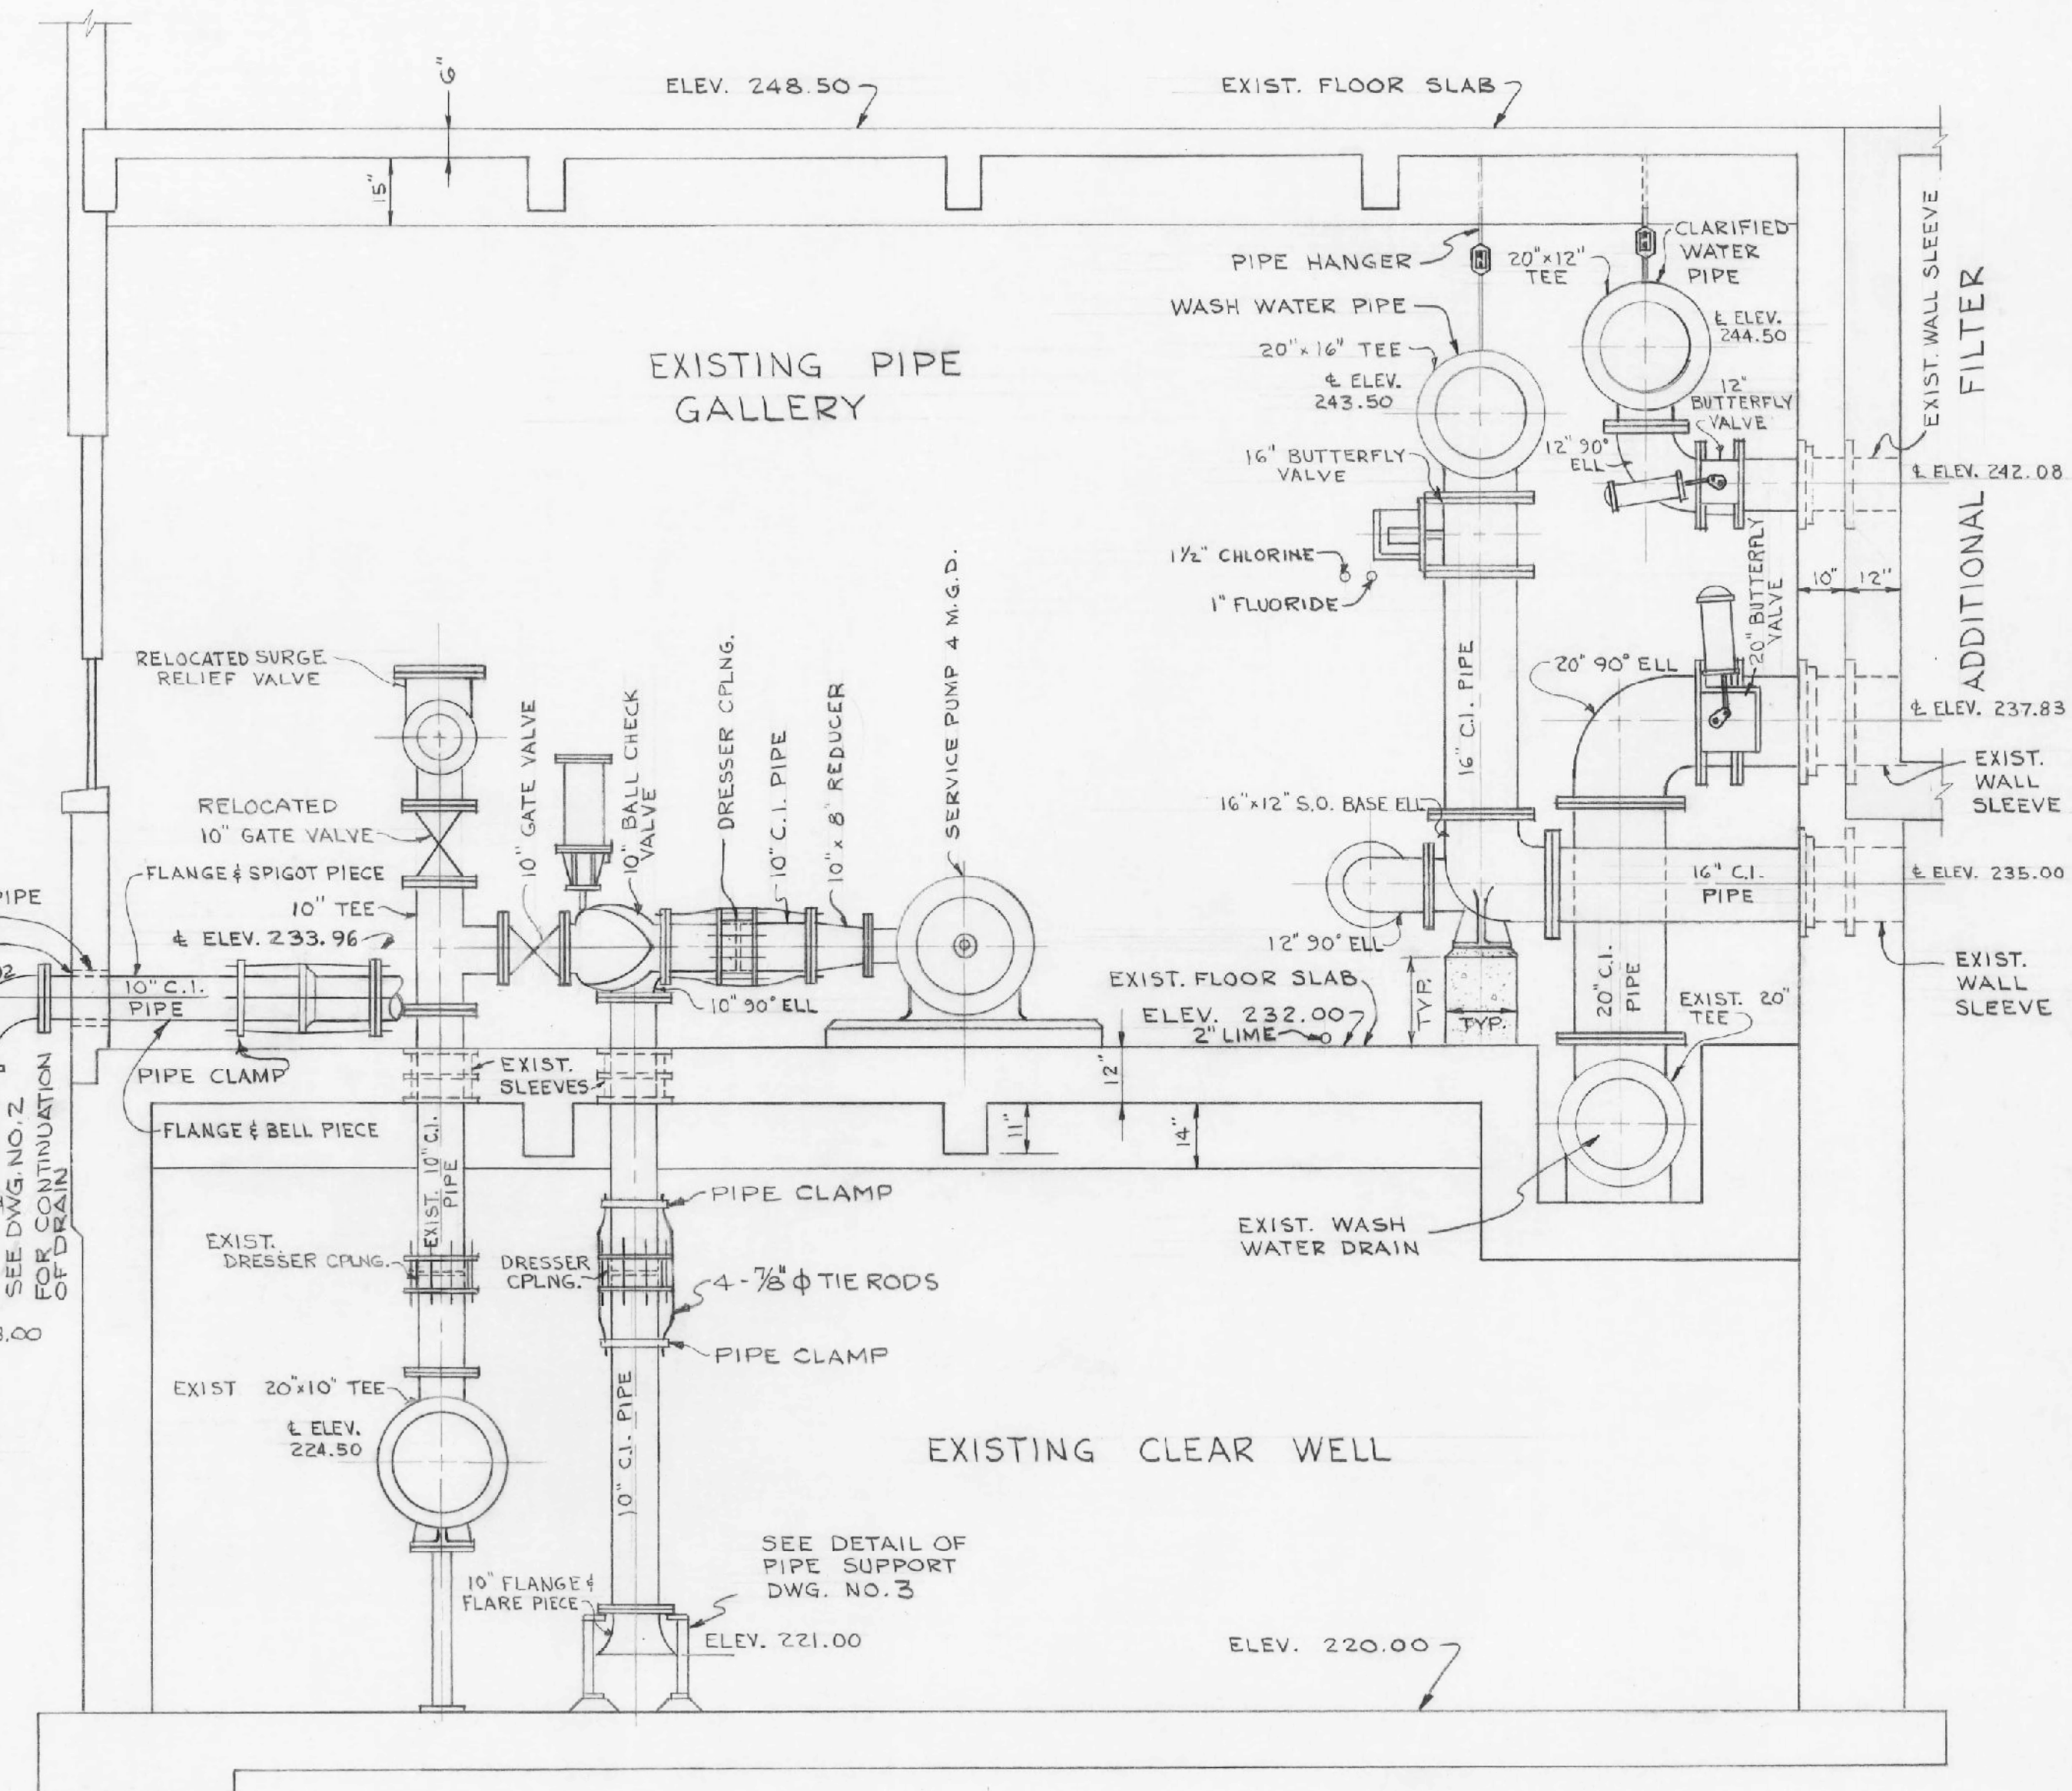 6"
ELEV. 248.50
EXIST. FLOOR SLAB
15"
PIPE HANGER
20"x12"
TEE
CLARIFIED
WATER
PIPE
EXIST. WALL SLEEVE
WASH WATER PIPE
20"x16" TEE
℄ ELEV.
243.50
℄ ELEV.
244.50
EXISTING PIPE
GALLERY
12"
BUTTERFLY
VALVE
12" 90°
ELL
16" BUTTERFLY
VALVE
℄ ELEV. 242.08
ADDITIONAL FILTER
1½" CHLORINE
1" FLUORIDE
20" BUTTERFLY
VALVE
10"
12"
RELOCATED SURGE
RELIEF VALVE
10" GATE VALVE
10" BALL CHECK
VALVE
DRESSER CPLNG.
10" C.I. PIPE
10" x 8" REDUCER
SERVICE PUMP 4 M.G.D.
16" C.I. PIPE
20" 90° ELL
℄ ELEV. 237.83
EXIST.
WALL
SLEEVE
RELOCATED
10" GATE VALVE
16"x12" S.O. BASE ELL
FLANGE & SPIGOT PIECE
PIPE
10" TEE
℄ ELEV. 233.96
16" C.I.
PIPE
℄ ELEV. 235.00
02
10" C.I.
PIPE
10" 90° ELL
12" 90° ELL
EXIST. FLOOR SLAB
ELEV. 232.00
2" LIME
TYP.
TYP.
20" C.I.
PIPE
EXIST. 20"
TEE
EXIST.
WALL
SLEEVE
PIPE CLAMP
EXIST.
SLEEVES
12"
FLANGE & BELL PIECE
11"
14"
SEE DWG. NO. 2
FOR CONTINUATION
OF DRAIN
EXIST. 10" C.I.
PIPE
PIPE CLAMP
EXIST. WASH
WATER DRAIN
EXIST.
DRESSER CPLNG.
DRESSER
CPLNG.
4 - 7/8" ϕ TIE RODS
PIPE CLAMP
.00
EXIST 20"x10" TEE
℄ ELEV.
224.50
10" C.I. PIPE
EXISTING CLEAR WELL
SEE DETAIL OF
PIPE SUPPORT
DWG. NO. 3
10" FLANGE &
FLARE PIECE
ELEV. 221.00
ELEV. 220.00